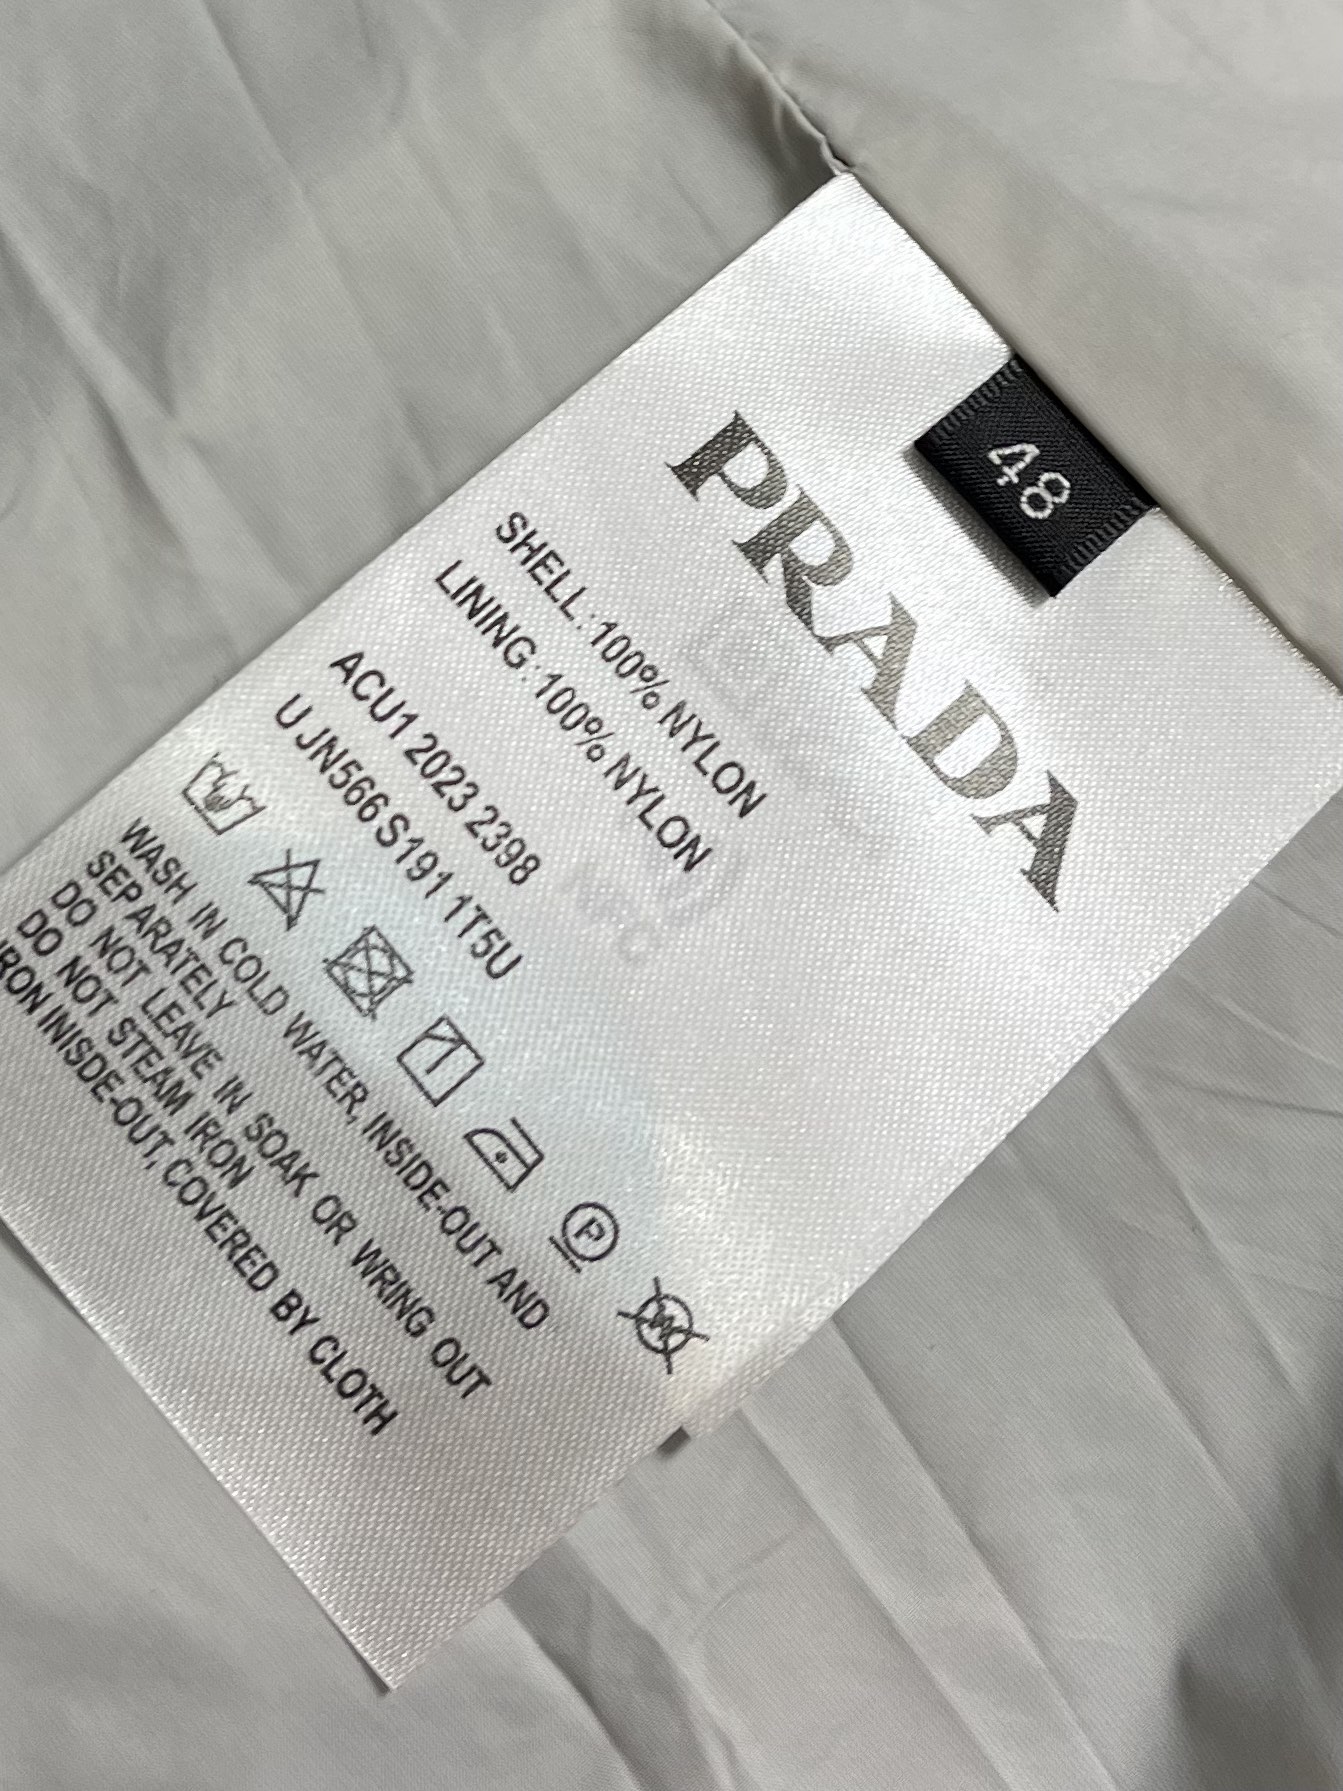 PRADA
48
SHELL:100% NYLON
LINING:100% NYLON
ACU1 2023 2398
UJN566 S191 1T5U
P
W
WASH IN COLD WATER, INSIDE-OUT AND
SEPARATELY
DO NOT LEAVE IN SOAK OR WRING OUT
DO NOT STEAM IRON
IRON INISDE-OUT, COVERED BY CLOTH